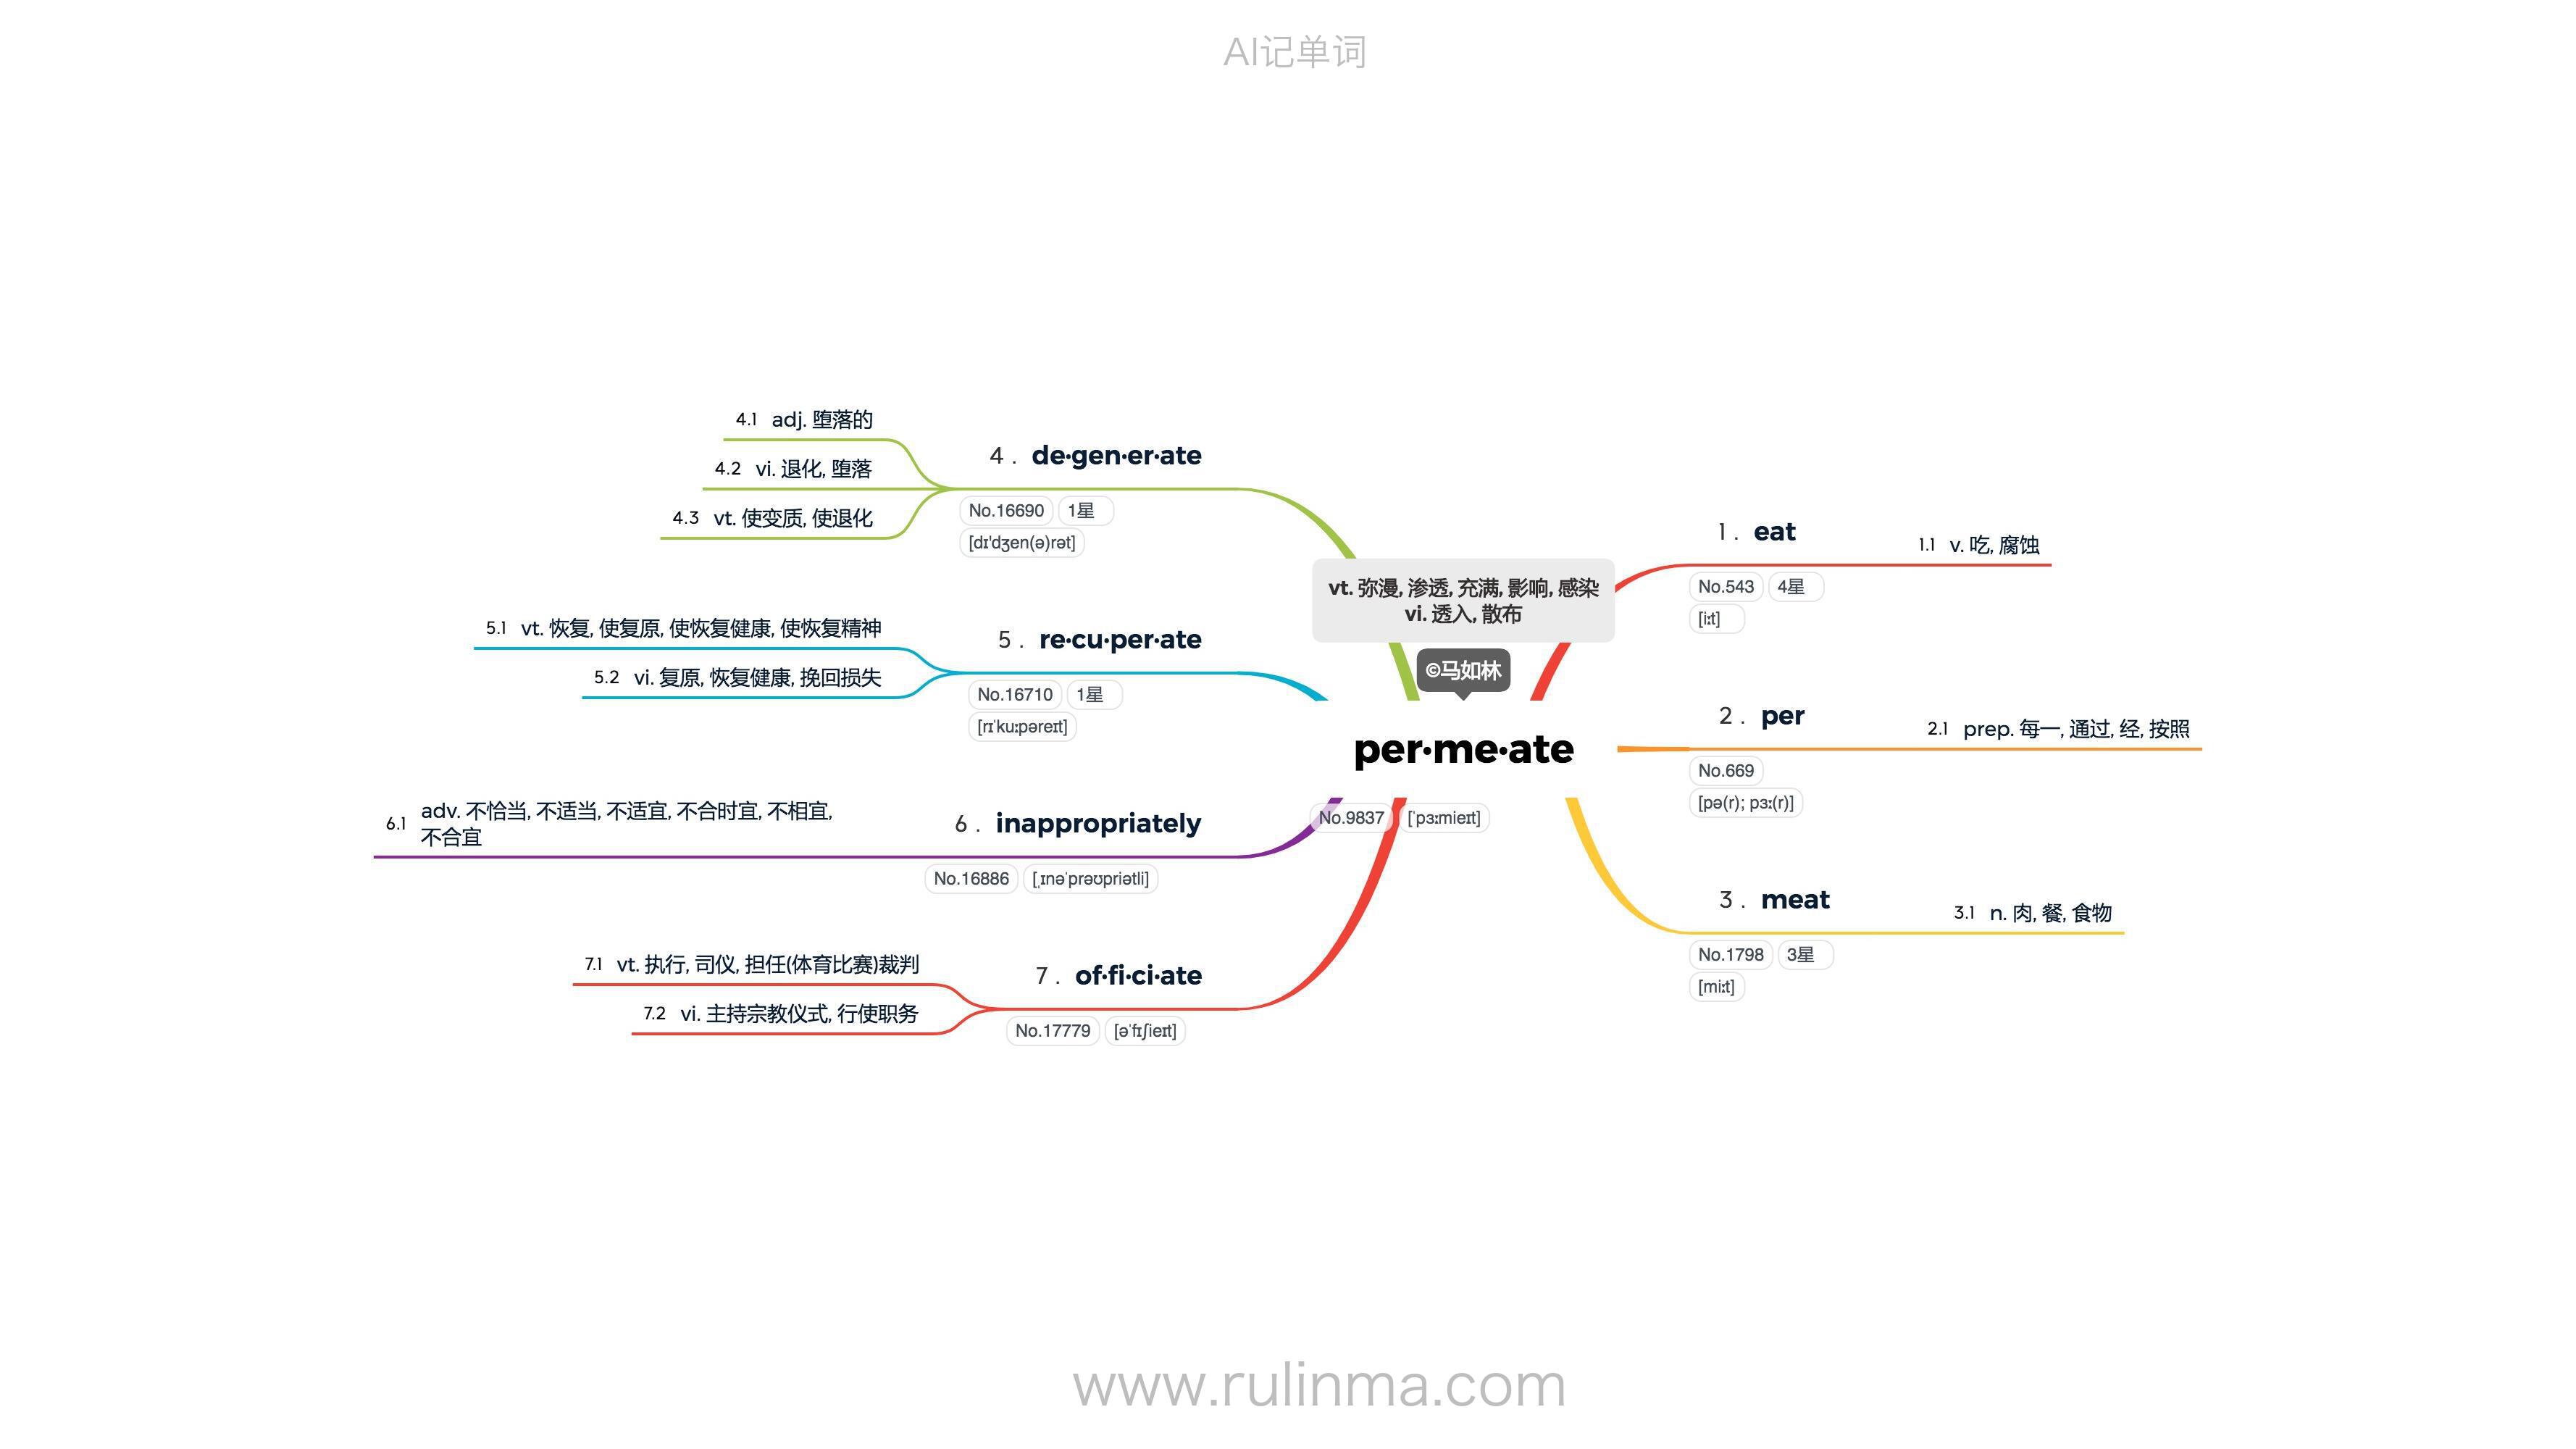 AI记单词
vt. 弥漫, 渗透, 充满, 影响, 感染
vi. 透入, 散布
©马如林
per·me·ate
No.9837 [ˈpɜːmieɪt]
1 . eat
No.543 4星
[iːt]
1.1 v. 吃, 腐蚀
2 . per
No.669
[pə(r); pɜː(r)]
2.1 prep. 每一, 通过, 经, 按照
3 . meat
No.1798 3星
[miːt]
3.1 n. 肉, 餐, 食物
4 . de·gen·er·ate
No.16690 1星
[dɪ'dʒen(ə)rət]
4.1 adj. 堕落的
4.2 vi. 退化, 堕落
4.3 vt. 使变质, 使退化
5 . re·cu·per·ate
No.16710 1星
[rɪˈkuːpəreɪt]
5.1 vt. 恢复, 使复原, 使恢复健康, 使恢复精神
5.2 vi. 复原, 恢复健康, 挽回损失
6 . inappropriately
No.16886 [ˌɪnəˈprəʊpriətli]
6.1 adv. 不恰当, 不适当, 不适宜, 不合时宜, 不相宜,
不合宜
7 . of·fi·ci·ate
No.17779 [əˈfɪʃieɪt]
7.1 vt. 执行, 司仪, 担任(体育比赛)裁判
7.2 vi. 主持宗教仪式, 行使职务
www.rulinma.com